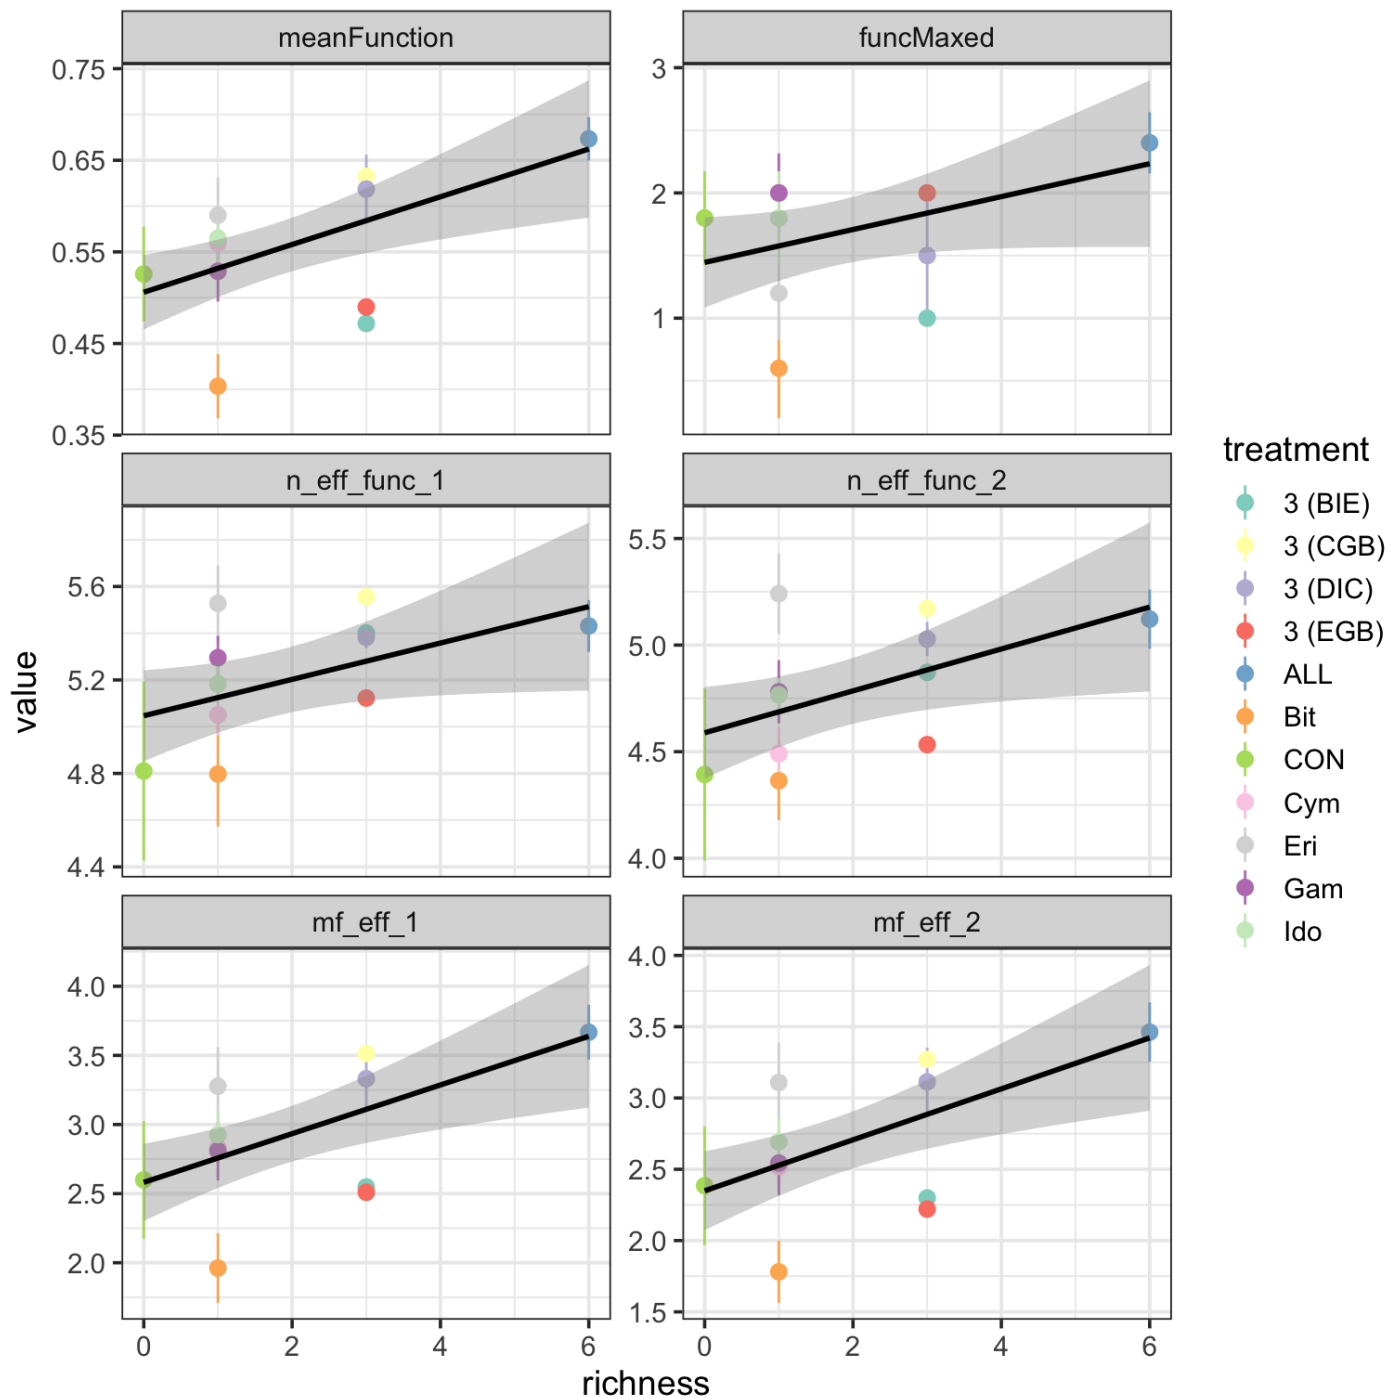 meanFunction
funcMaxed
0.75
0.65
0.55
0.45
0.35
3
2
1
n_eff_func_1
n_eff_func_2
5.6
5.2
4.8
4.4
5.5
5.0
4.5
4.0
mf_eff_1
mf_eff_2
4.0
3.5
3.0
2.5
2.0
4.0
3.5
3.0
2.5
2.0
1.5
0 2 4 6
0 2 4 6
richness
value
treatment
3 (BIE)
3 (CGB)
3 (DIC)
3 (EGB)
ALL
Bit
CON
Cym
Eri
Gam
Ido